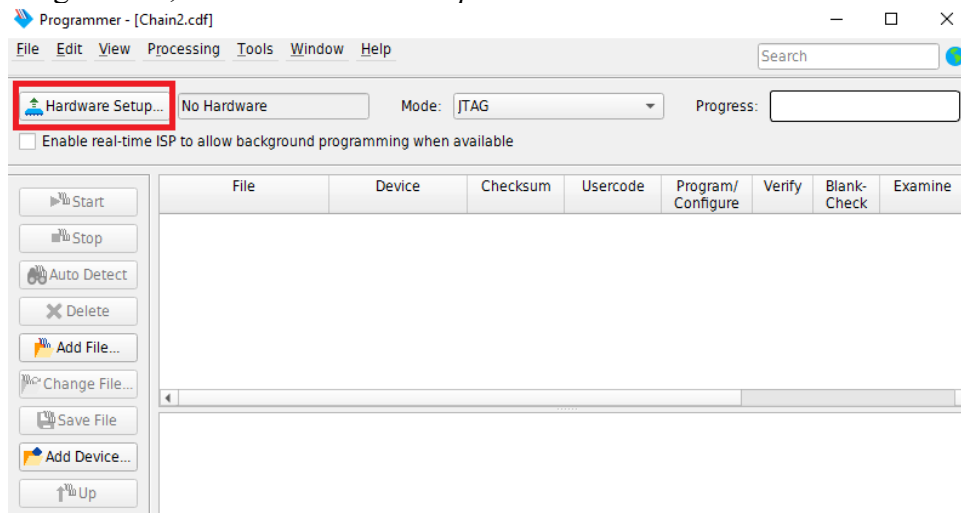 Programmer - [Chain2.cdf]
File Edit View Processing Tools Window Help
Search
Hardware Setup... No Hardware Mode: JTAG Progress:
Enable real-time ISP to allow background programming when available
File Device Checksum Usercode Program/ Configure Verify Blank- Check Examine
Start
Stop
Auto Detect
Delete
Add File...
Change File...
Save File
Add Device...
Up